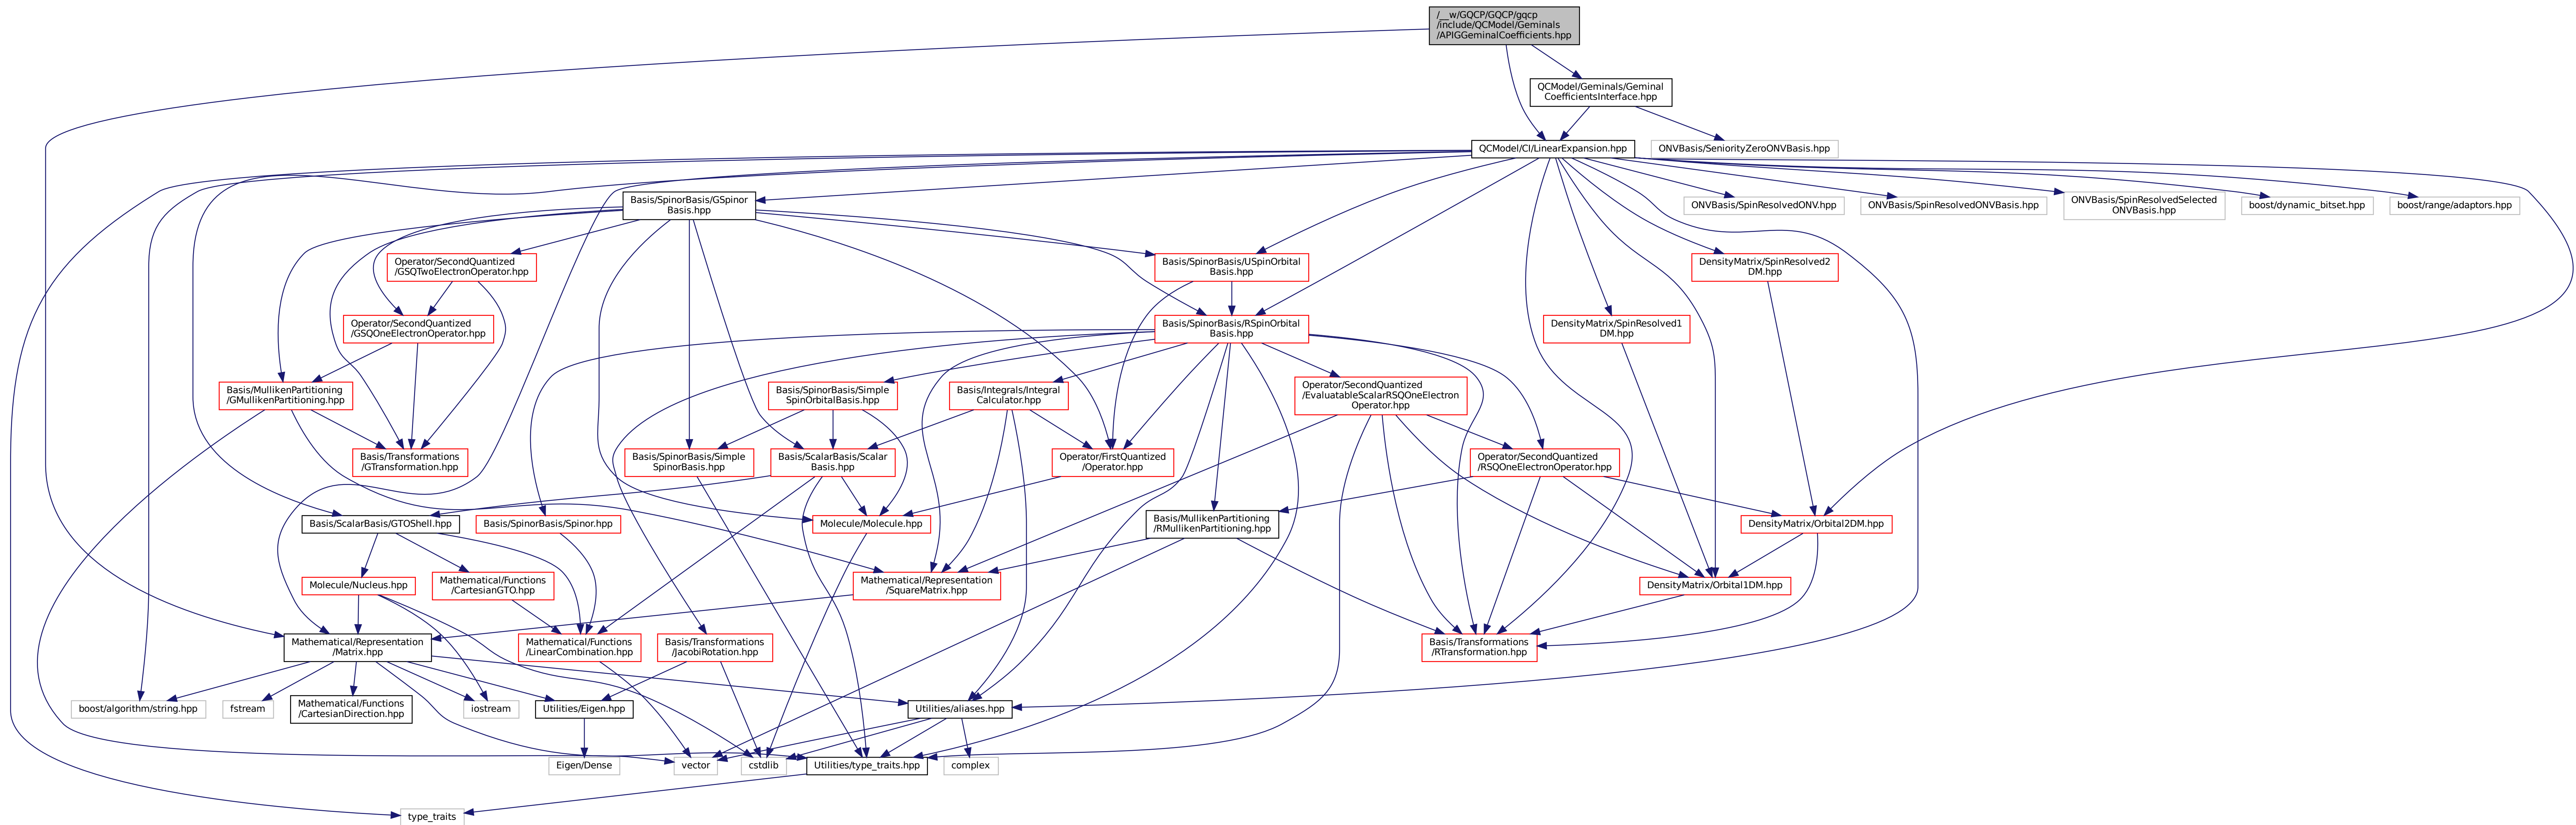 /__w/GQCP/GQCP/gqcp
/include/QCModel/Geminals
/APIGGeminalCoefficients.hpp
QCModel/Geminals/Geminal
CoefficientsInterface.hpp
QCModel/CI/LinearExpansion.hpp
ONVBasis/SeniorityZeroONVBasis.hpp
Basis/SpinorBasis/GSpinor
Basis.hpp
ONVBasis/SpinResolvedONV.hpp
ONVBasis/SpinResolvedONVBasis.hpp
ONVBasis/SpinResolvedSelected
ONVBasis.hpp
boost/dynamic_bitset.hpp
boost/range/adaptors.hpp
Operator/SecondQuantized
/GSQTwoElectronOperator.hpp
Basis/SpinorBasis/USpinOrbital
Basis.hpp
DensityMatrix/SpinResolved2
DM.hpp
Operator/SecondQuantized
/GSQOneElectronOperator.hpp
Basis/SpinorBasis/RSpinOrbital
Basis.hpp
DensityMatrix/SpinResolved1
DM.hpp
Basis/MullikenPartitioning
/GMullikenPartitioning.hpp
Basis/SpinorBasis/Simple
SpinOrbitalBasis.hpp
Basis/Integrals/Integral
Calculator.hpp
Operator/SecondQuantized
/EvaluatableScalarRSQOneElectron
Operator.hpp
Basis/Transformations
/GTransformation.hpp
Basis/SpinorBasis/Simple
SpinorBasis.hpp
Basis/ScalarBasis/Scalar
Basis.hpp
Operator/FirstQuantized
/Operator.hpp
Operator/SecondQuantized
/RSQOneElectronOperator.hpp
Basis/ScalarBasis/GTOShell.hpp
Basis/SpinorBasis/Spinor.hpp
Molecule/Molecule.hpp
Basis/MullikenPartitioning
/RMullikenPartitioning.hpp
DensityMatrix/Orbital2DM.hpp
Molecule/Nucleus.hpp
Mathematical/Functions
/CartesianGTO.hpp
Mathematical/Representation
/SquareMatrix.hpp
DensityMatrix/Orbital1DM.hpp
Mathematical/Representation
/Matrix.hpp
Mathematical/Functions
/LinearCombination.hpp
Basis/Transformations
/JacobiRotation.hpp
Basis/Transformations
/RTransformation.hpp
boost/algorithm/string.hpp
fstream
Mathematical/Functions
/CartesianDirection.hpp
iostream
Utilities/Eigen.hpp
Utilities/aliases.hpp
Eigen/Dense
vector
cstdlib
Utilities/type_traits.hpp
complex
type_traits